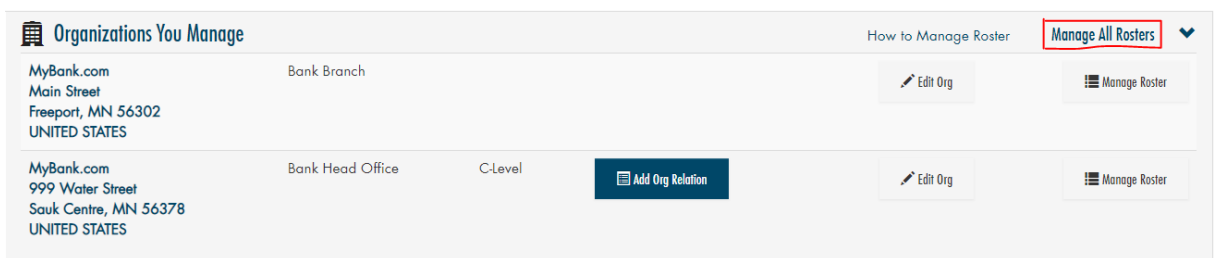 Organizations You Manage
How to Manage Roster
Manage All Rosters
MyBank.com
Main Street
Freeport, MN 56302
UNITED STATES
Bank Branch
Edit Org
Manage Roster
MyBank.com
999 Water Street
Sauk Centre, MN 56378
UNITED STATES
Bank Head Office
C-Level
Add Org Relation
Edit Org
Manage Roster